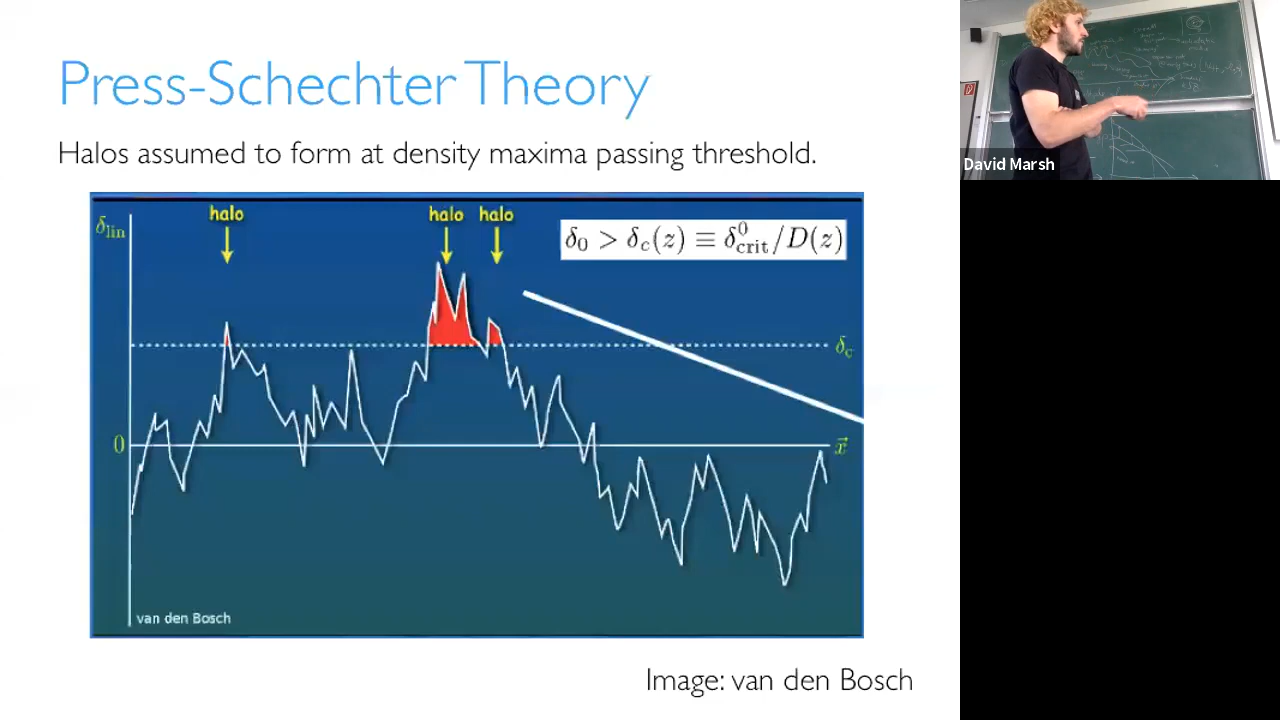 Press-Schechter Theory
Halos assumed to form at density maxima passing threshold.
halo halo halo
δ_lin
δ₀ > δ_c(z) ≡ δ⁰_crit/D(z)
δ_c
0
x⃗
van den Bosch
Image: van den Bosch
David Marsh